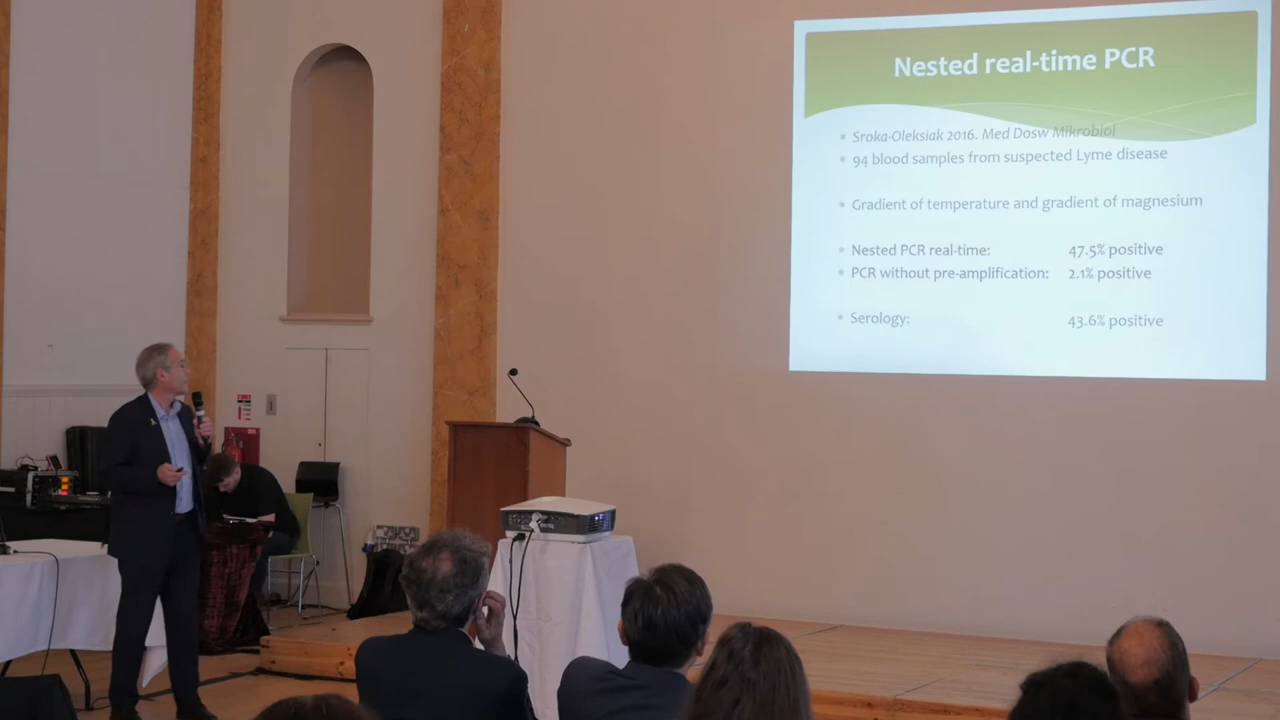 Nested real-time PCR
Sroka-Oleksiak 2016. Med Dosw Mikrobiol
94 blood samples from suspected Lyme disease
Gradient of temperature and gradient of magnesium
Nested PCR real-time: 47.5% positive
PCR without pre-amplification: 2.1% positive
Serology: 43.6% positive